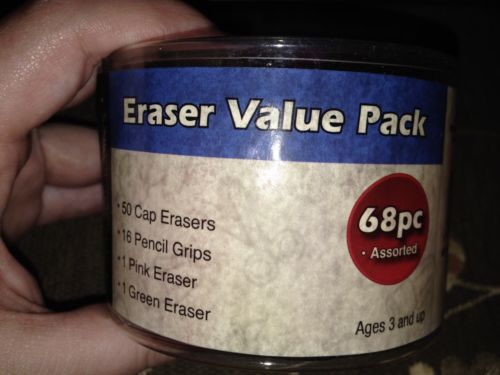 Eraser Value Pack
• 50 Cap Erasers
• 16 Pencil Grips
• 1 Pink Eraser
• 1 Green Eraser
68pc
• Assorted
Ages 3 and up